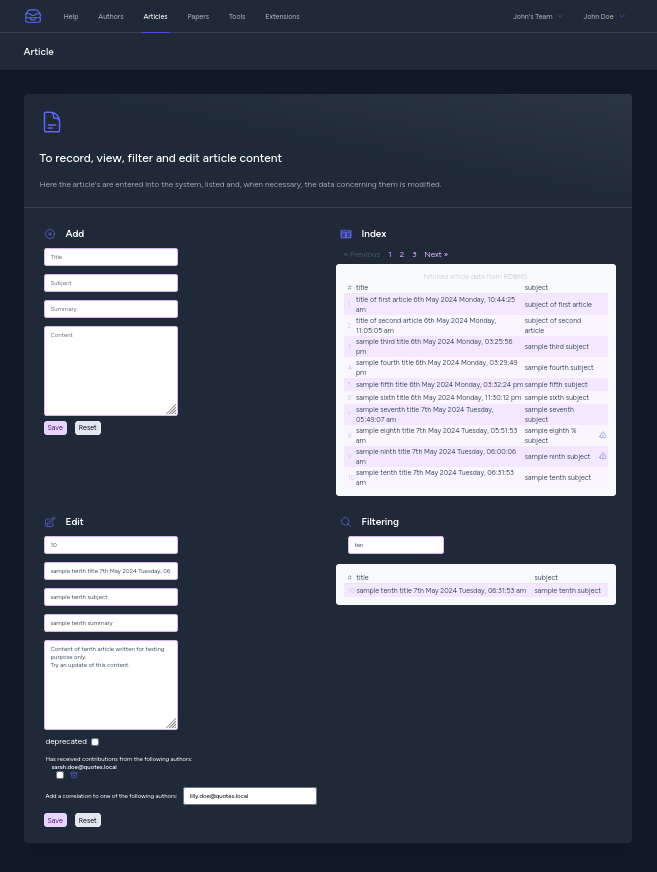 Help Authors Articles Papers Tools Extensions John's Team John Doe
Article
To record, view, filter and edit article content
Here the article's are entered into the system, listed and, when necessary, the data concerning them is modified.
Add
Title
Subject
Summary
Content
Save Reset
Index
« Previous 1 2 3 Next »
fetched article data from RDBMS
# title subject
1 title of first article 6th May 2024 Monday, 10:44:25 subject of first article
am
2 title of second article 6th May 2024 Monday, subject of second
11:05:05 am article
3 sample third title 6th May 2024 Monday, 03:25:56 sample third subject
pm
4 sample fourth title 6th May 2024 Monday, 03:29:49 sample fourth subject
pm
5 sample fifth title 6th May 2024 Monday, 03:32:24 pm sample fifth subject
6 sample sixth title 6th May 2024 Monday, 11:30:12 pm sample sixth subject
7 sample seventh title 7th May 2024 Tuesday, sample seventh
05:49:07 am subject
8 sample eighth title 7th May 2024 Tuesday, 05:51:53 sample eighth %
am subject
9 sample ninth title 7th May 2024 Tuesday, 06:00:06 sample ninth subject
am
10 sample tenth title 7th May 2024 Tuesday, 06:31:53 sample tenth subject
am
Edit
10
sample tenth title 7th May 2024 Tuesday, 06
sample tenth subject
sample tenth summary
Content of tenth article written for testing
purpose only.
Try an update of this content.
deprecated
Has received contributions from the following authors:
sarah.doe@quotes.local
Add a correlation to one of the following authors: lilly.doe@quotes.local
Save Reset
Filtering
ten
# title subject
10 sample tenth title 7th May 2024 Tuesday, 06:31:53 am sample tenth subject